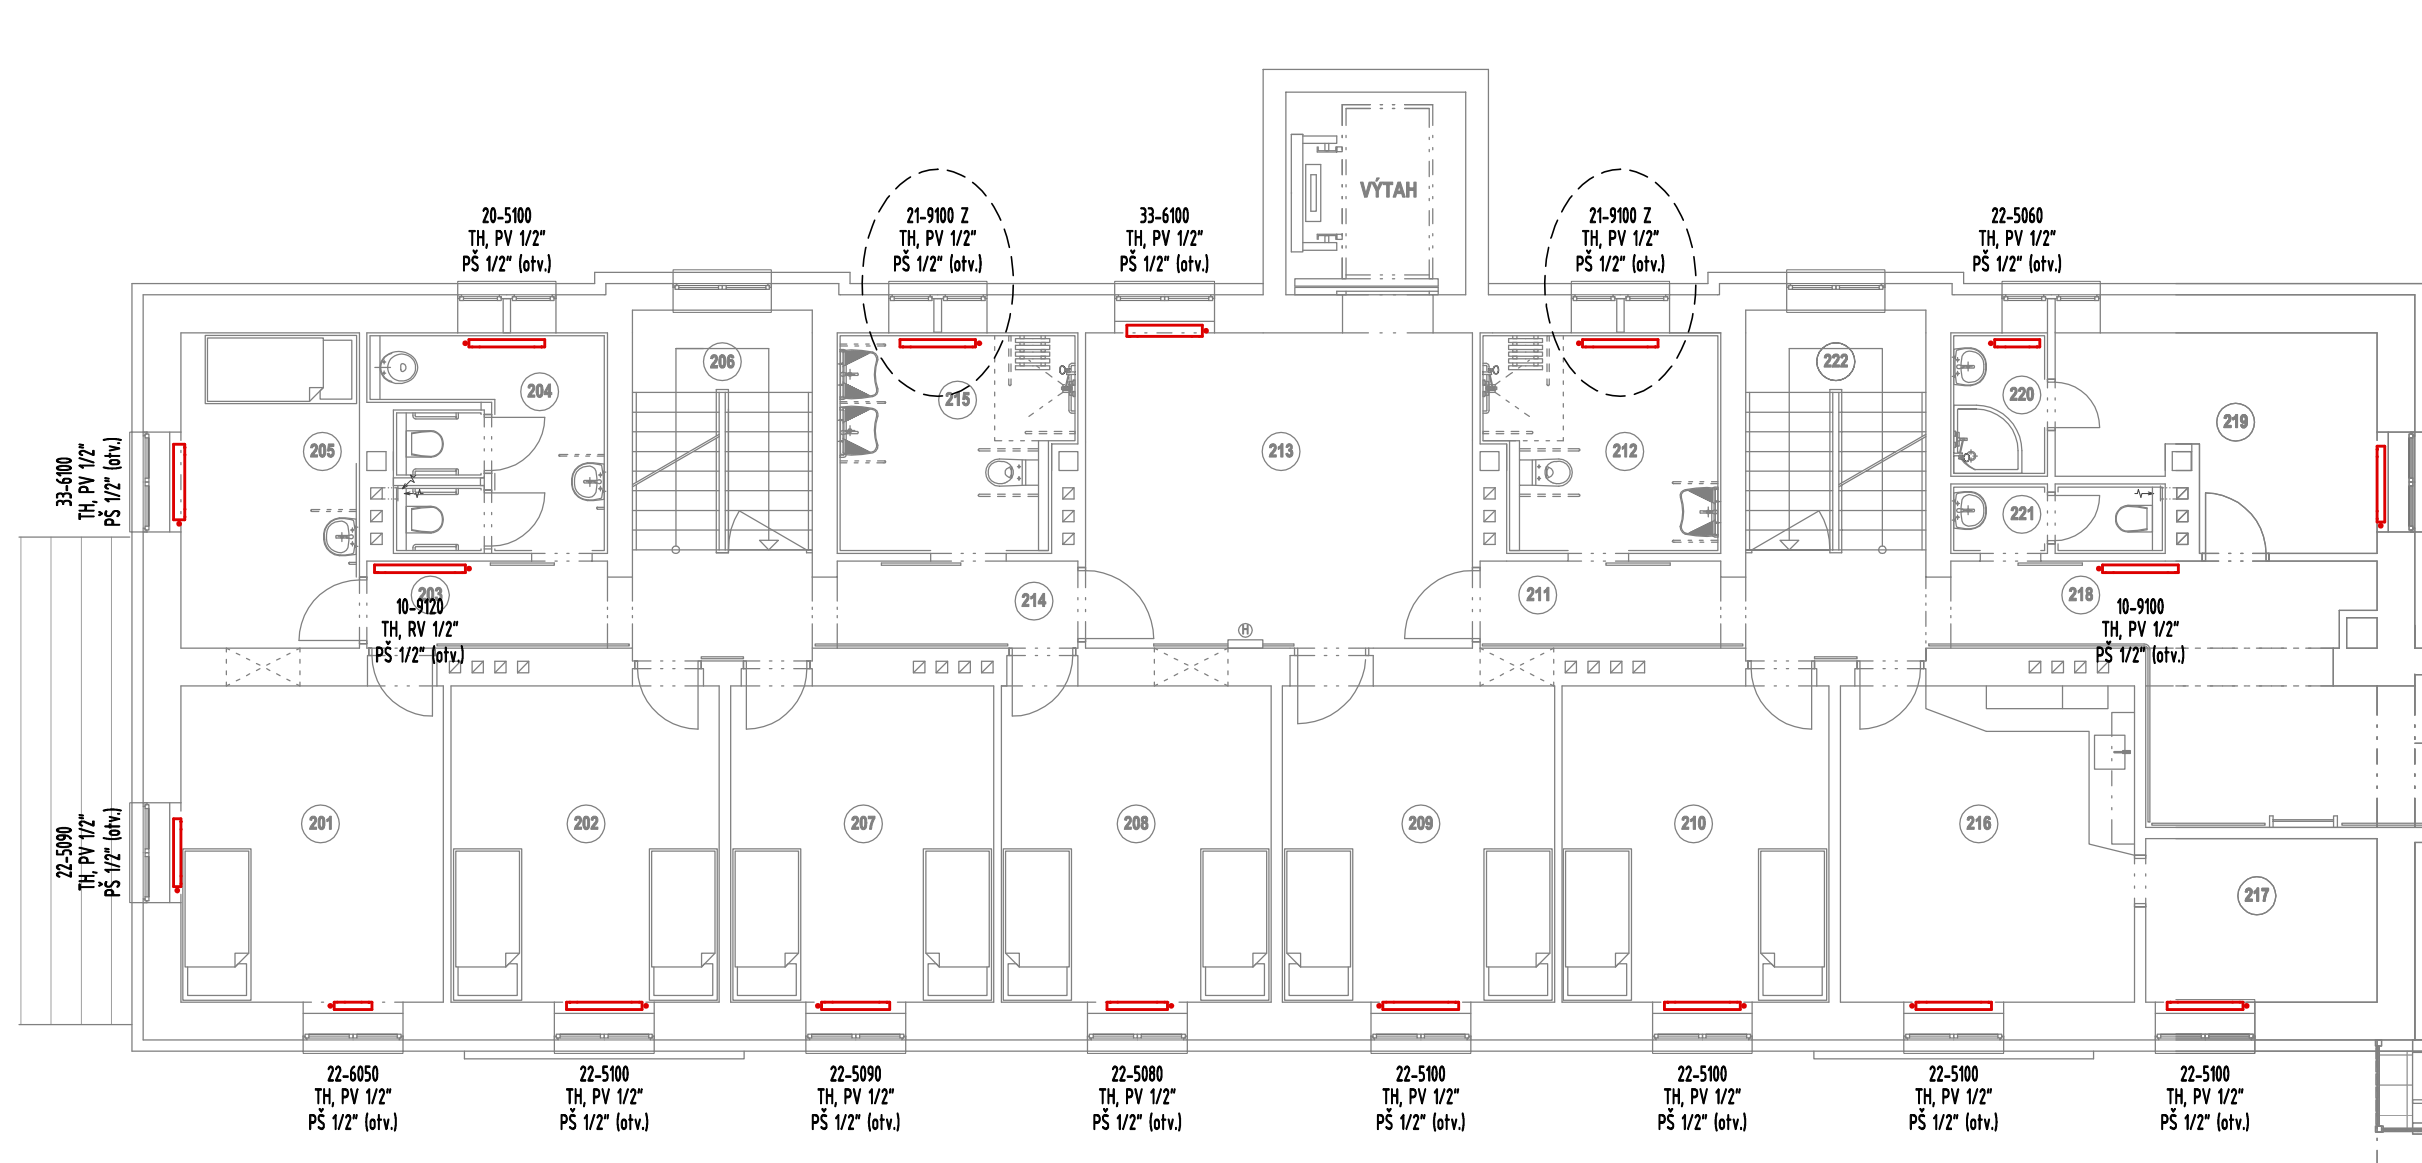 VÝTAH
20-5100
TH, PV 1/2"
PŠ 1/2" (otv.)
21-9100 Z
TH, PV 1/2"
PŠ 1/2" (otv.)
33-6100
TH, PV 1/2"
PŠ 1/2" (otv.)
21-9100 Z
TH, PV 1/2"
PŠ 1/2" (otv.)
22-5060
TH, PV 1/2"
PŠ 1/2" (otv.)
206
222
204
215
220
219
205
213
212
221
33-6100
TH, PV 1/2"
PŠ 1/2" (otv.)
203
214
211
218
10-9120
TH, RV 1/2"
PŠ 1/2" (otv.)
H
10-9100
TH, PV 1/2"
PŠ 1/2" (otv.)
22-5090
TH, PV 1/2"
PŠ 1/2" (otv.)
201
202
207
208
209
210
216
217
22-6050
TH, PV 1/2"
PŠ 1/2" (otv.)
22-5100
TH, PV 1/2"
PŠ 1/2" (otv.)
22-5090
TH, PV 1/2"
PŠ 1/2" (otv.)
22-5080
TH, PV 1/2"
PŠ 1/2" (otv.)
22-5100
TH, PV 1/2"
PŠ 1/2" (otv.)
22-5100
TH, PV 1/2"
PŠ 1/2" (otv.)
22-5100
TH, PV 1/2"
PŠ 1/2" (otv.)
22-5100
TH, PV 1/2"
PŠ 1/2" (otv.)